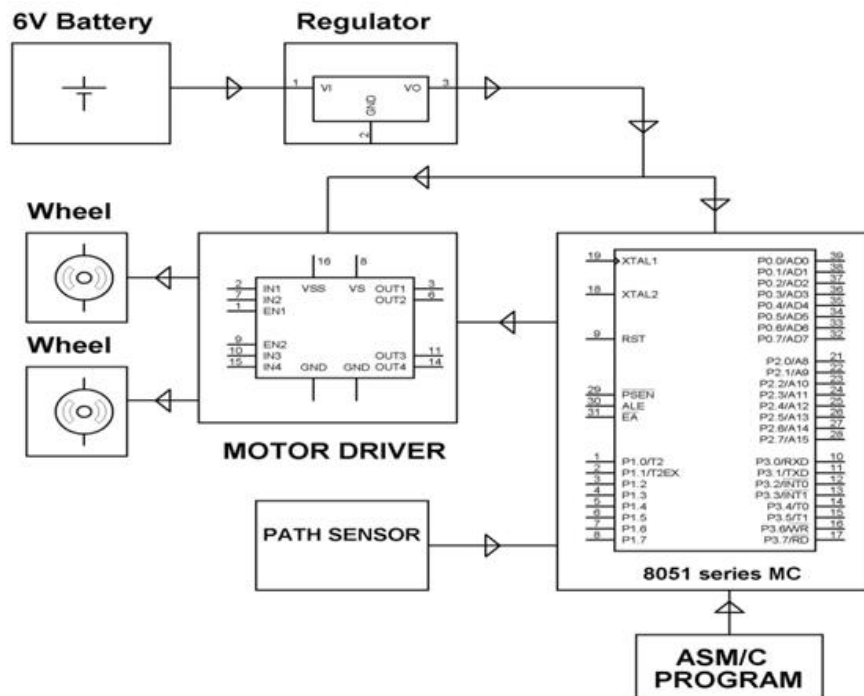 6V Battery
Regulator
1
VI
VO
3
GND
2
Wheel
Wheel
16
8
VSS
VS
2
IN1
7
IN2
1
EN1
9
EN2
10
IN3
15
IN4
OUT1
3
OUT2
6
OUT3
11
OUT4
14
GND
GND
MOTOR DRIVER
PATH SENSOR
19
XTAL1
18
XTAL2
9
RST
29
PSEN
30
ALE
31
EA
1
P1.0/T2
2
P1.1/T2EX
3
P1.2
4
P1.3
5
P1.4
6
P1.5
7
P1.6
8
P1.7
P0.0/AD0
39
P0.1/AD1
38
P0.2/AD2
37
P0.3/AD3
36
P0.4/AD4
35
P0.5/AD5
34
P0.6/AD6
33
P0.7/AD7
32
P2.0/A8
21
P2.1/A9
22
P2.2/A10
23
P2.3/A11
24
P2.4/A12
25
P2.5/A13
26
P2.6/A14
27
P2.7/A15
28
P3.0/RXD
10
P3.1/TXD
11
P3.2/INT0
12
P3.3/INT1
13
P3.4/T0
14
P3.5/T1
15
P3.6/WR
16
P3.7/RD
17
8051 series MC
ASM/C
PROGRAM